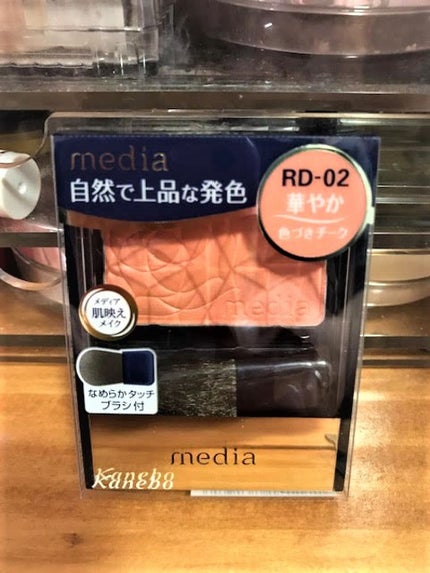 media
自然で上品な発色
RD-02
華やか
色づきチーク
media
メディア
肌映え
メイク
なめらかタッチ
ブラシ付
media
Kanebo